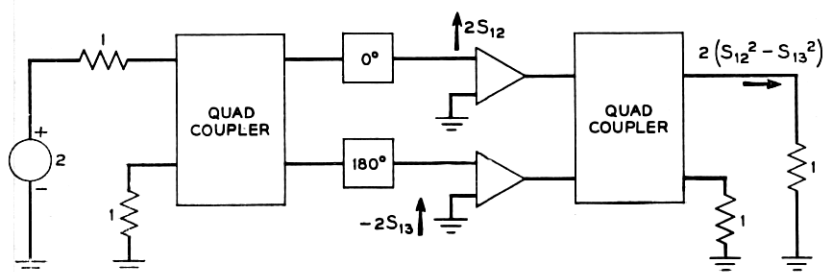 1
+
2
-
1
QUAD
COUPLER
0°
180°
2S₁₂
-2S₁₃
QUAD
COUPLER
2(S₁₂² - S₁₃²)
1
1